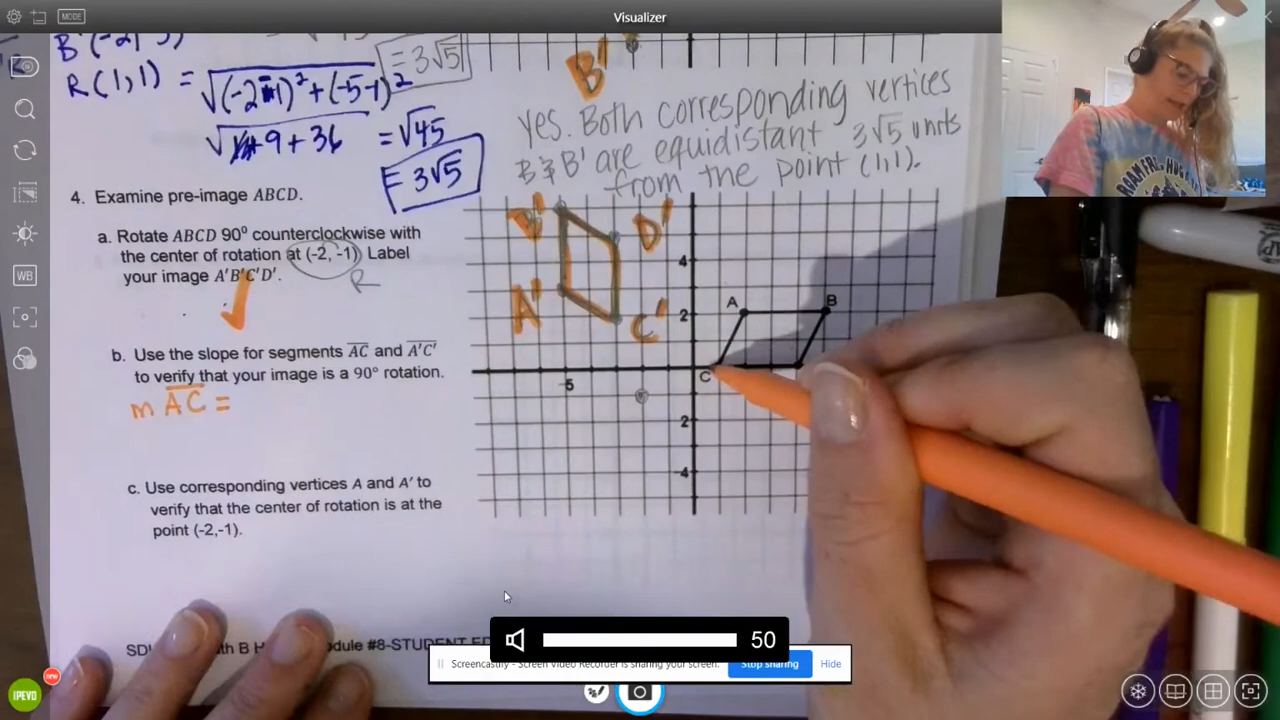 Visualizer
MODE
B'
B'(-2,
R(1,1) = √(-2-1)² + (-5-1)²
= 3√5
√9+36 = √45
= 3√5
yes. Both corresponding vertices
B & B' are equidistant 3√5 units
from the point (1,1).
4. Examine pre-image ABCD.
a. Rotate ABCD 90º counterclockwise with
the center of rotation at (-2, -1). Label
your image A'B'C'D'.
R
b. Use the slope for segments AC and A'C'
to verify that your image is a 90º rotation.
m AC =
c. Use corresponding vertices A and A' to
verify that the center of rotation is at the
point (-2,-1).
B'
D'
A'
C'
4
A
B
2
C
-5
2
-4
WB
50
Screencastify - Screen Video Recorder is sharing your screen.
Stop sharing
Hide
IPEVO
new